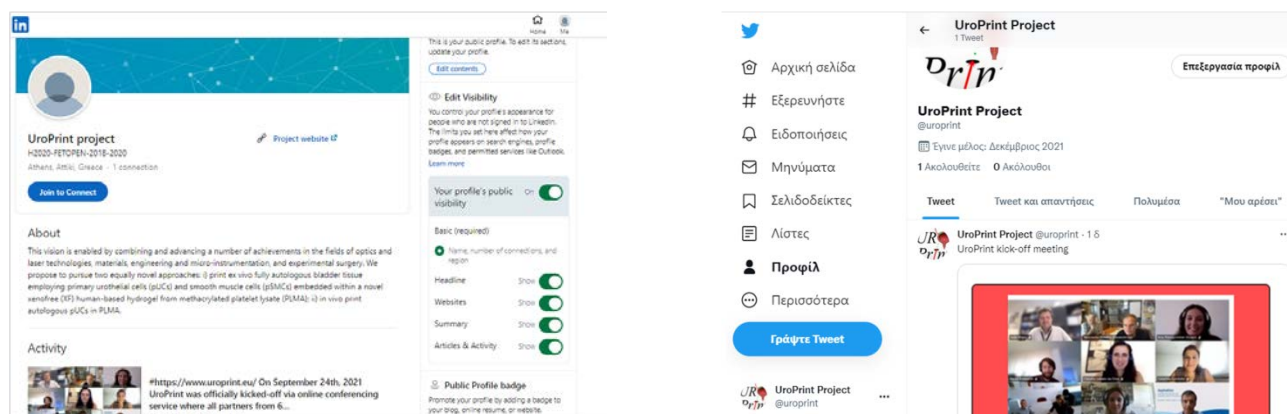 in
Home
Me
This is your public profile. To edit its sections,
update your profile.
Edit contents
Edit Visibility
You control your profile's appearance for
people who are not signed in to LinkedIn.
The limits you set here affect how your
profile appears on search engines, profile
badges, and permitted services like Outlook.
Learn more
Your profile's public
visibility
On
Basic (required)
Name, number of connections, and
region
Headline
Show
Websites
Show
Summary
Show
Articles & Activity
Show
Public Profile badge
Promote your profile by adding a badge to
your blog, online resume, or website.
UroPrint project
H2020-FETOPEN-2018-2020
Athens, Attiki, Greece · 1 connection
Project website
Join to Connect
About
This vision is enabled by combining and advancing a number of achievements in the fields of optics and
laser technologies, materials, engineering and micro-instrumentation, and experimental surgery. We
propose to pursue two equally novel approaches: i) print ex vivo fully autologous bladder tissue
employing primary urothelial cells (pUCs) and smooth muscle cells (pSMCs) embedded within a novel
xenofree (XF) human-based hydrogel from methacrylated platelet lysate (PLMA); ii) in vivo print
autologous pUCs in PLMA.
Activity
#https://www.uroprint.eu/ On September 24th, 2021
UroPrint was officially kicked-off via online conferencing
service where all partners from 6...
Αρχική σελίδα
Εξερευνήστε
Ειδοποιήσεις
Μηνύματα
Σελιδοδείκτες
Λίστες
Προφίλ
Περισσότερα
Γράψτε Tweet
UroPrint Project
@uroprint
UroPrint Project
1 Tweet
Επεξεργασία προφίλ
UroPrint Project
@uroprint
Έγινε μέλος: Δεκέμβριος 2021
1 Ακολουθείτε 0 Ακόλουθοι
Tweet
Tweet και απαντήσεις
Πολυμέσα
"Μου αρέσει"
UroPrint Project @uroprint · 1 δ
UroPrint kick-off meeting